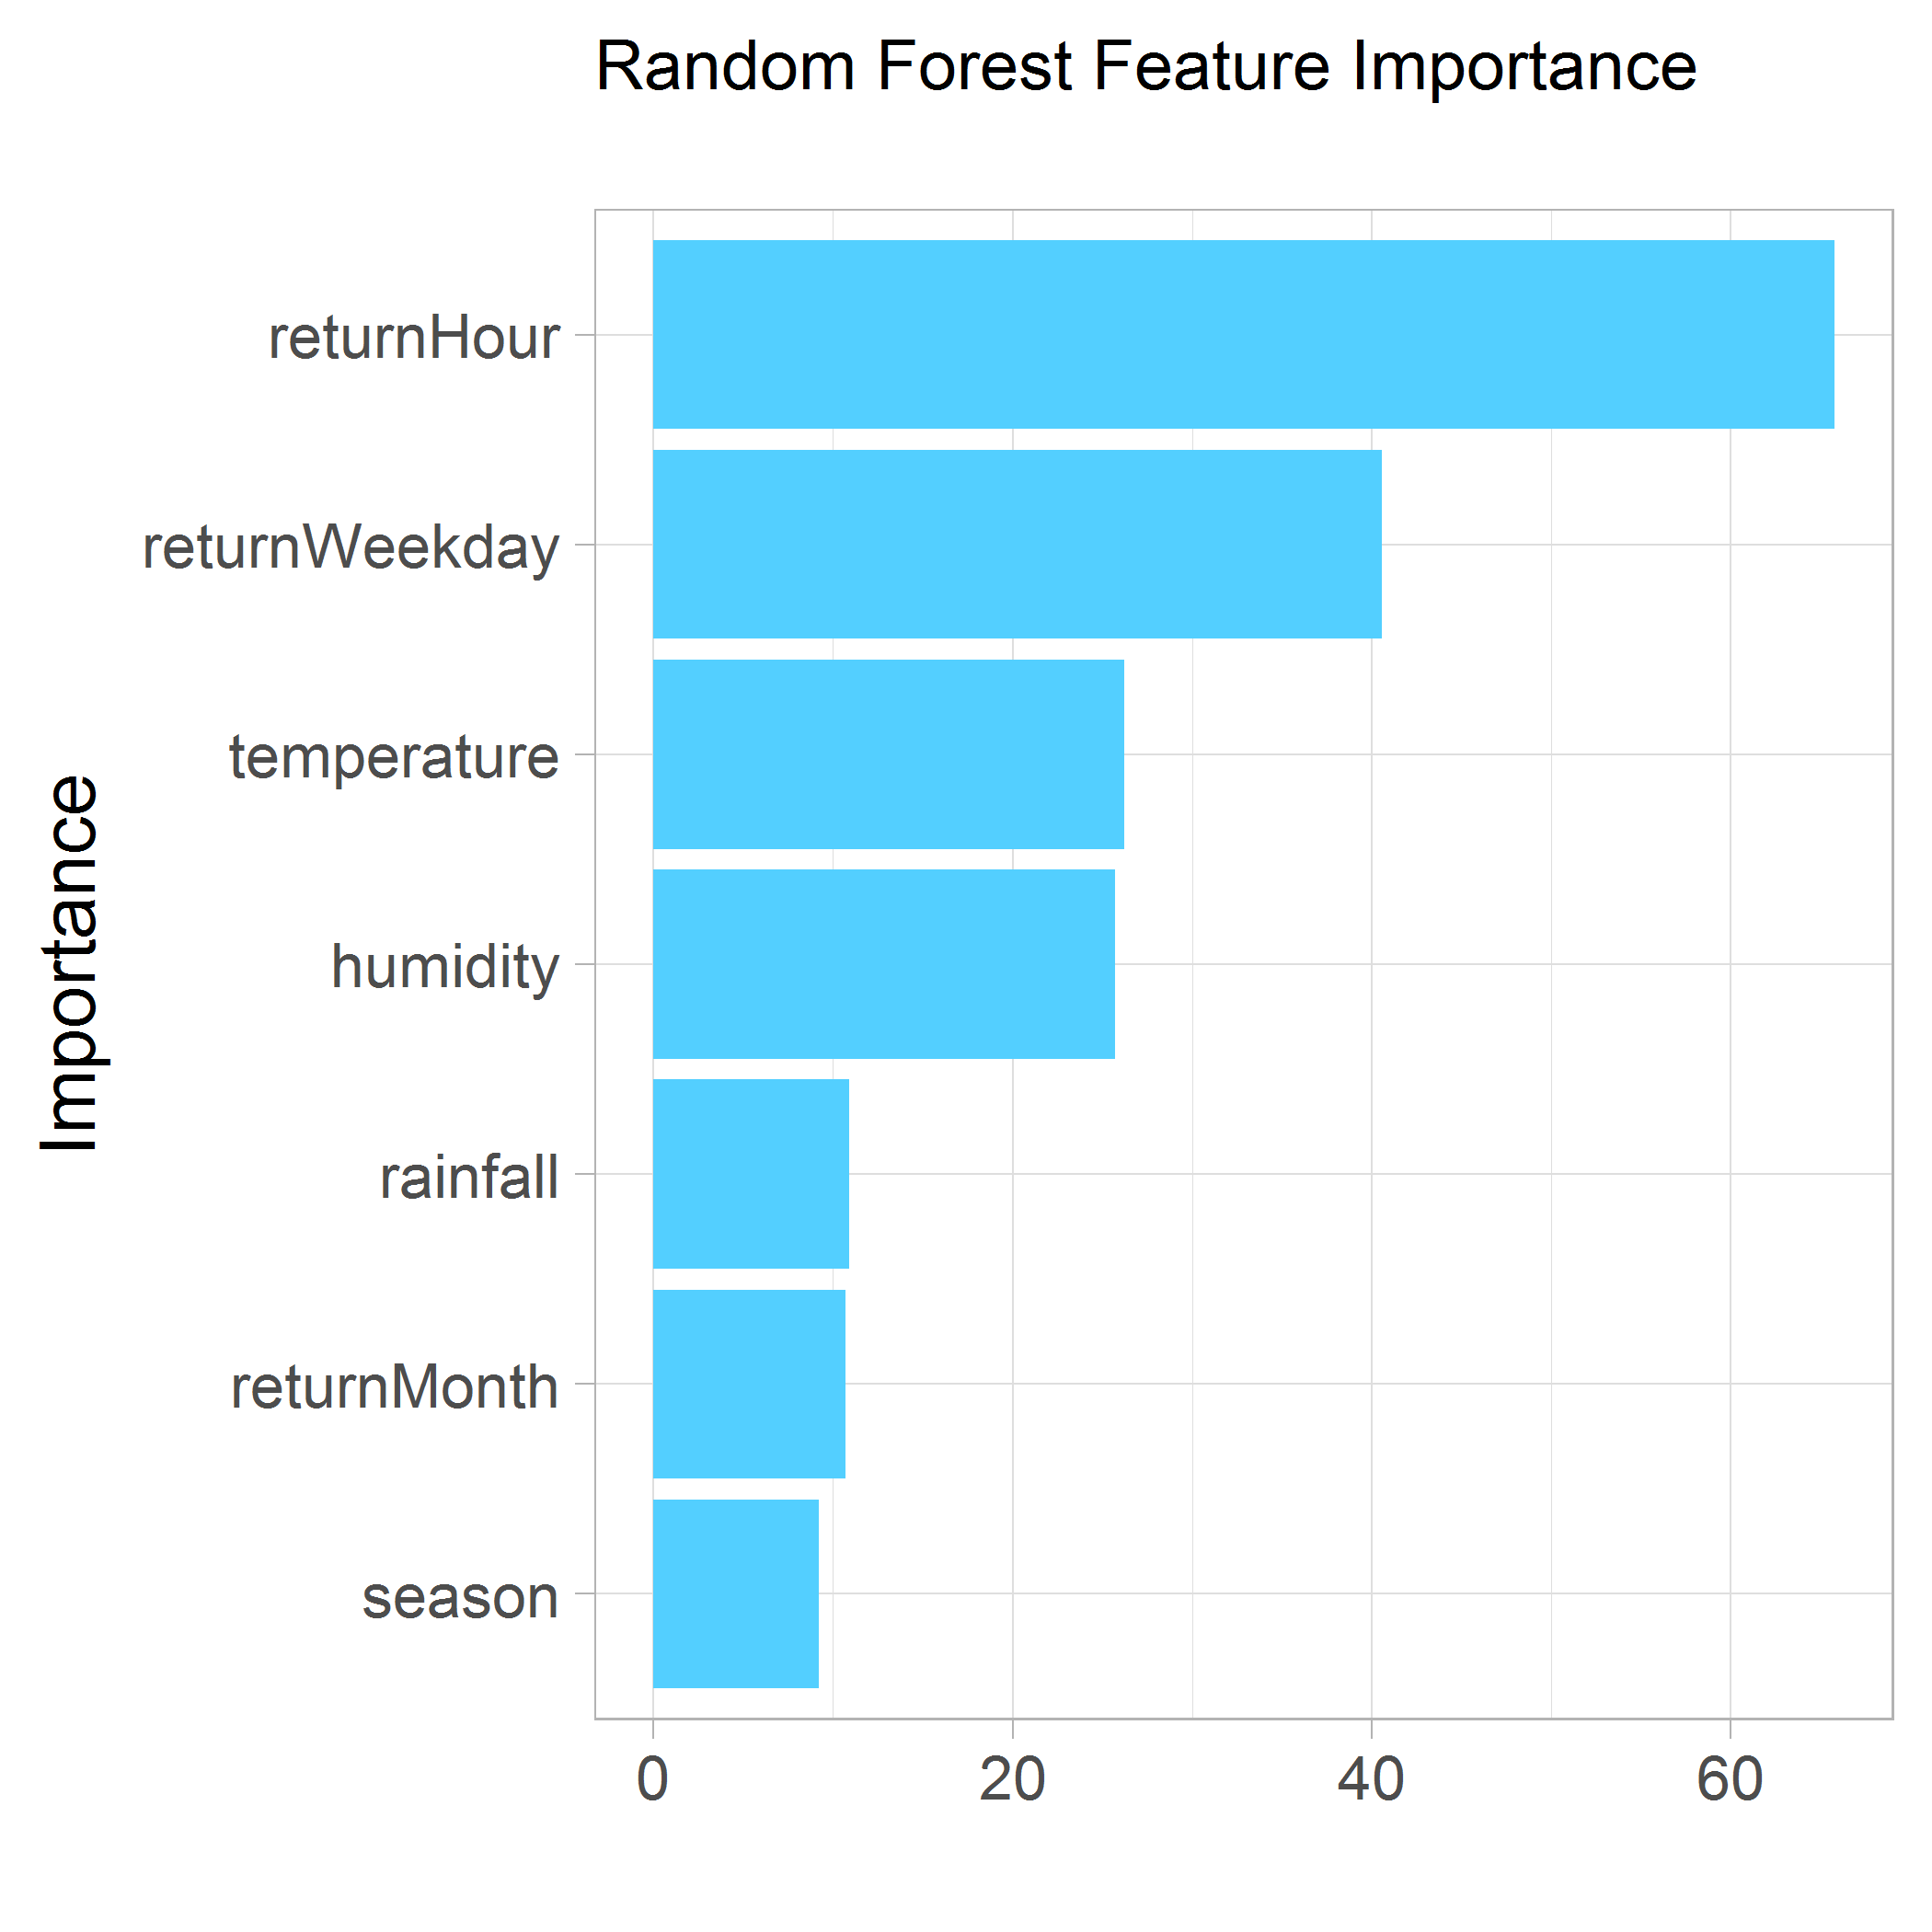 Random Forest Feature Importance
Importance
returnHour
returnWeekday
temperature
humidity
rainfall
returnMonth
season
0 20 40 60